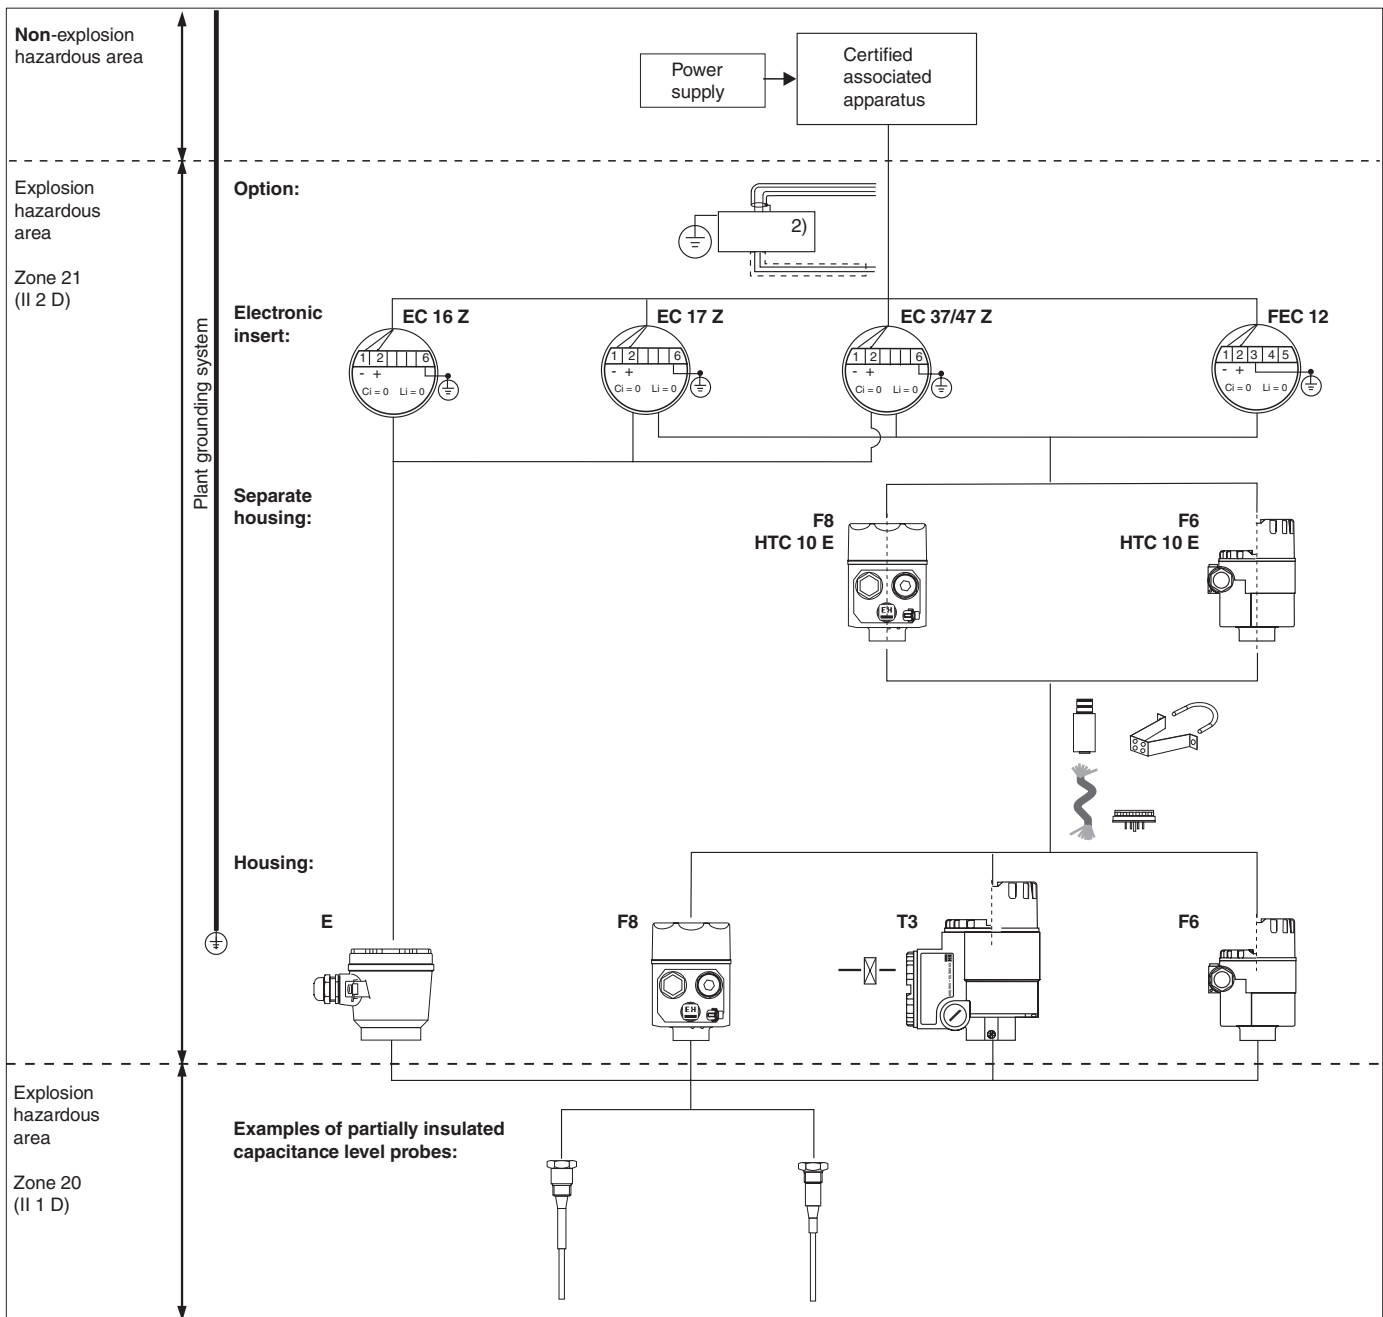 Non-explosion
hazardous area
Power
supply
Certified
associated
apparatus
Explosion
hazardous
area
Zone 21
(II 2 D)
Plant grounding system
Option:
2)
Electronic
insert:
EC 16 Z
EC 17 Z
EC 37/47 Z
FEC 12
1 2 6
- +
Ci = 0 Li = 0
1 2 6
- +
Ci = 0 Li = 0
1 2 6
- +
Ci = 0 Li = 0
1 2 3 4 5
- +
Ci = 0 Li = 0
Separate
housing:
F8
HTC 10 E
F6
HTC 10 E
E+H
Housing:
E
F8
T3
F6
E+H
Explosion
hazardous
area
Zone 20
(II 1 D)
Examples of partially insulated
capacitance level probes: